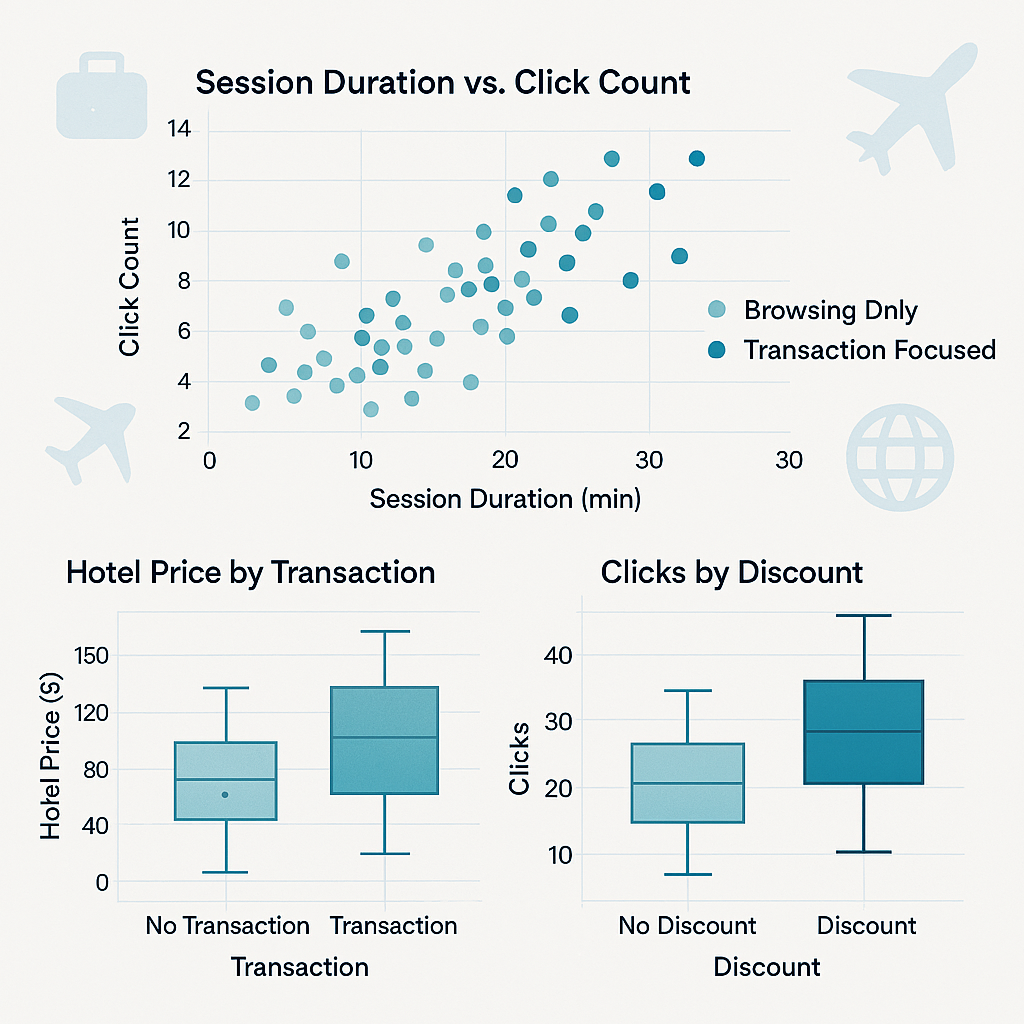 Session Duration vs. Click Count
Click Count
14
12
10
8
6
4
2
0
10
20
30
30
Session Duration (min)
Browsing Dnly
Transaction Focused
Hotel Price by Transaction
Hotel Price ($)
150
120
80
40
0
No Transaction
Transaction
Transaction
Clicks by Discount
Clicks
40
30
20
10
No Discount
Discount
Discount